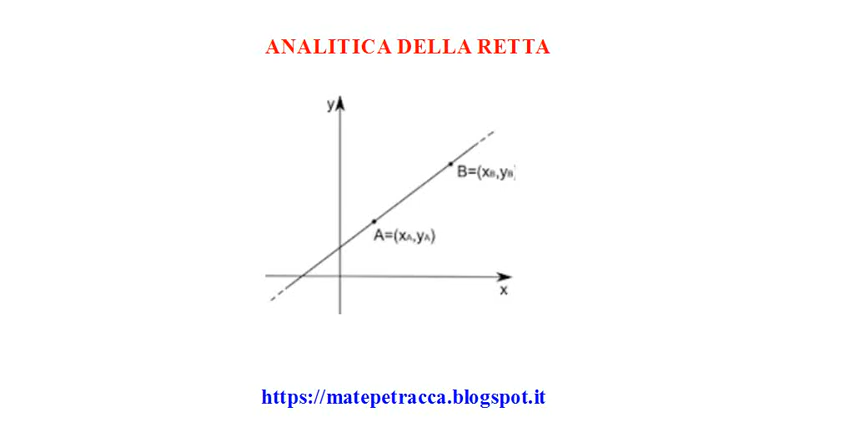 ANALITICA DELLA RETTA
y
B=(xB,yB
A=(xA,yA)
x
https://matepetracca.blogspot.it